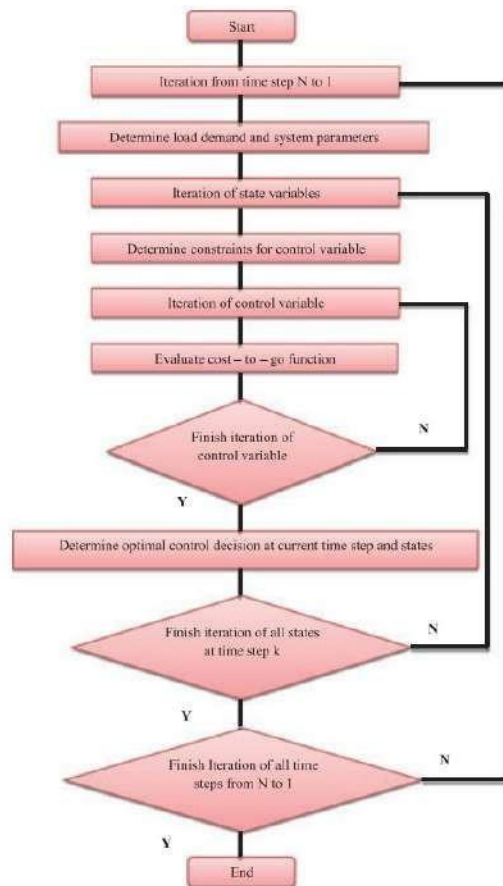 Start
Iteration from time step N to 1
Determine load demand and system parameters
Iteration of state variables
Determine constraints for control variable
Iteration of control variable
Evaluate cost – to – go function
Finish iteration of
control variable
N
Y
Determine optimal control decision at current time step and states
Finish iteration of all states
at time step k
N
Y
Finish Iteration of all time
steps from N to 1
N
Y
End